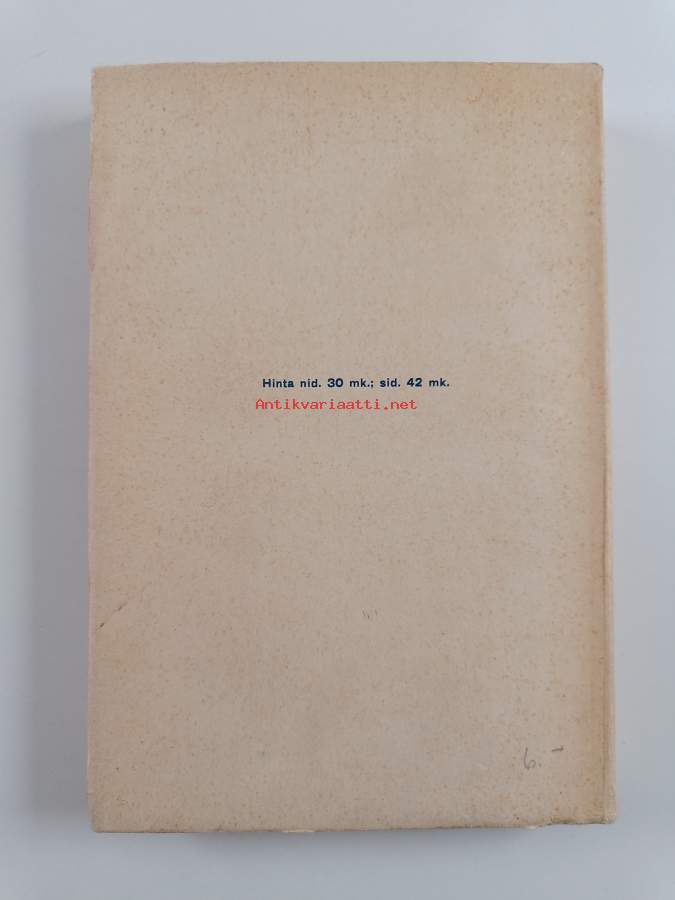 Hinta nid. 30 mk.; sid. 42 mk.
Antikvariaatti.net
6.–